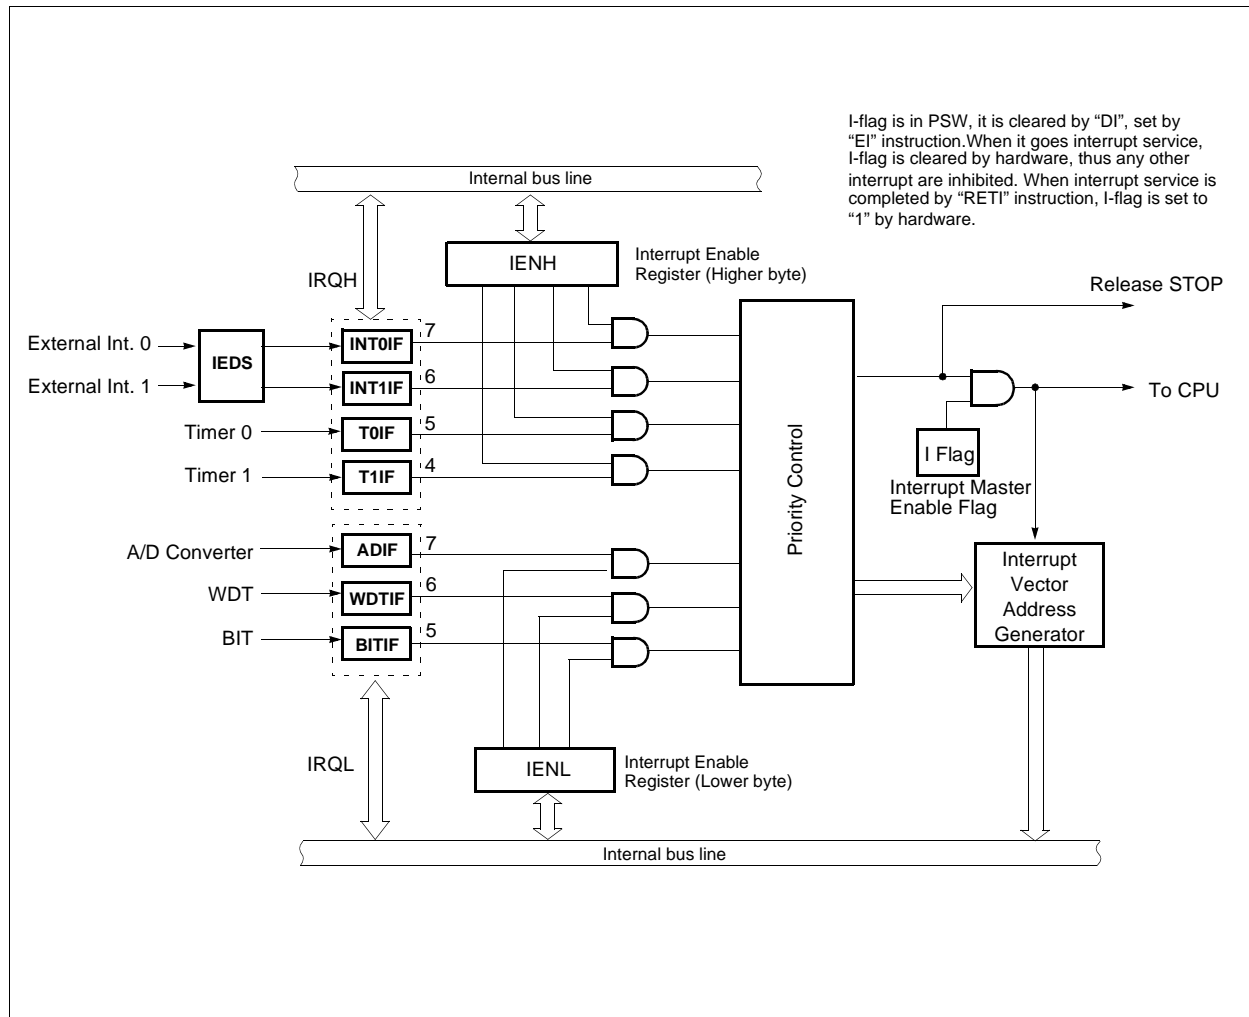 I-flag is in PSW, it is cleared by “DI”, set by
“EI” instruction.When it goes interrupt service,
I-flag is cleared by hardware, thus any other
interrupt are inhibited. When interrupt service is
completed by “RETI” instruction, I-flag is set to
“1” by hardware.
Internal bus line
IENH
Interrupt Enable
Register (Higher byte)
IRQH
Release STOP
External Int. 0
External Int. 1
IEDS
INT0IF
7
INT1IF
6
To CPU
Timer 0
T0IF
5
Timer 1
T1IF
4
I Flag
Interrupt Master
Enable Flag
Priority Control
A/D Converter
ADIF
7
WDT
WDTIF
6
BIT
BITIF
5
Interrupt
Vector
Address
Generator
IRQL
IENL
Interrupt Enable
Register (Lower byte)
Internal bus line